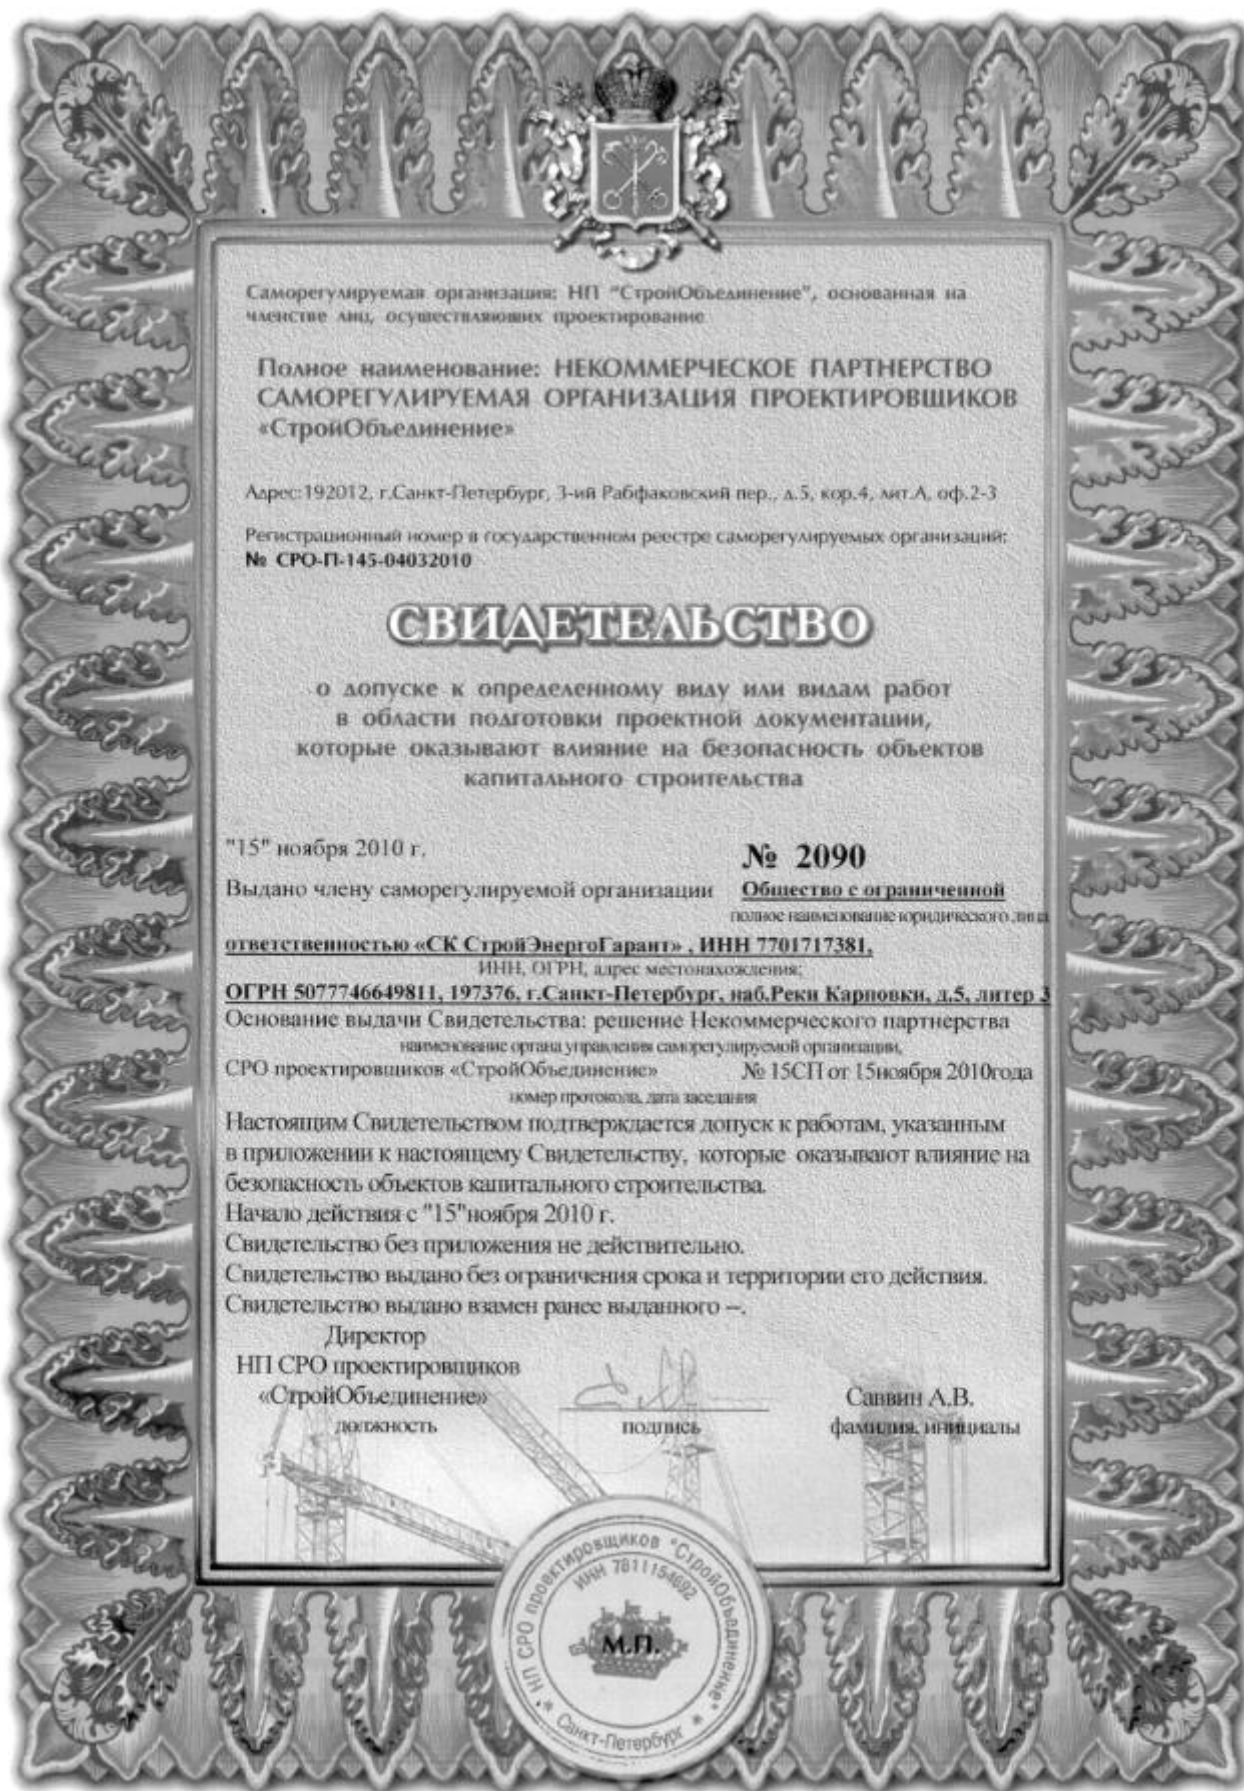 Саморегулируемая организация: НП "СтройОбъединение", основанная на
членстве лиц, осуществляющих проектирование
Полное наименование: НЕКОММЕРЧЕСКОЕ ПАРТНЕРСТВО
САМОРЕГУЛИРУЕМАЯ ОРГАНИЗАЦИЯ ПРОЕКТИРОВЩИКОВ
«СтройОбъединение»
Адрес:192012, г.Санкт-Петербург, 3-ий Рабфаковский пер., д.5, кор.4, лит.А, оф.2-3
Регистрационный номер в государственном реестре саморегулируемых организаций:
№ СРО-П-145-04032010
СВИДЕТЕЛЬСТВО
о допуске к определенному виду или видам работ
в области подготовки проектной документации,
которые оказывают влияние на безопасность объектов
капитального строительства
"15" ноября 2010 г.
№ 2090
Выдано члену саморегулируемой организации Общество с ограниченной
полное наименование юридического лица
ответственностью «СК СтройЭнергоГарант» , ИНН 7701717381,
ИНН, ОГРН, адрес местонахождения;
ОГРН 5077746649811, 197376, г.Санкт-Петербург, наб.Реки Карповки, д.5, литер З
Основание выдачи Свидетельства: решение Некоммерческого партнерства
наименование органа управления саморегулируемой организации,
СРО проектировщиков «СтройОбъединение» № 15СП от 15ноября 2010года
номер протокола, дата заседания
Настоящим Свидетельством подтверждается допуск к работам, указанным
в приложении к настоящему Свидетельству, которые оказывают влияние на
безопасность объектов капитального строительства.
Начало действия с "15"ноября 2010 г.
Свидетельство без приложения не действительно.
Свидетельство выдано без ограничения срока и территории его действия.
Свидетельство выдано взамен ранее выданного –.
Директор
НП СРО проектировщиков
«СтройОбъединение»
Саввин А.В.
должность
подпись
фамилия, инициалы
НП СРО проектировщиков "СтройОбъединение"
ИНН 7811154692
М.П.
* Санкт-Петербург *